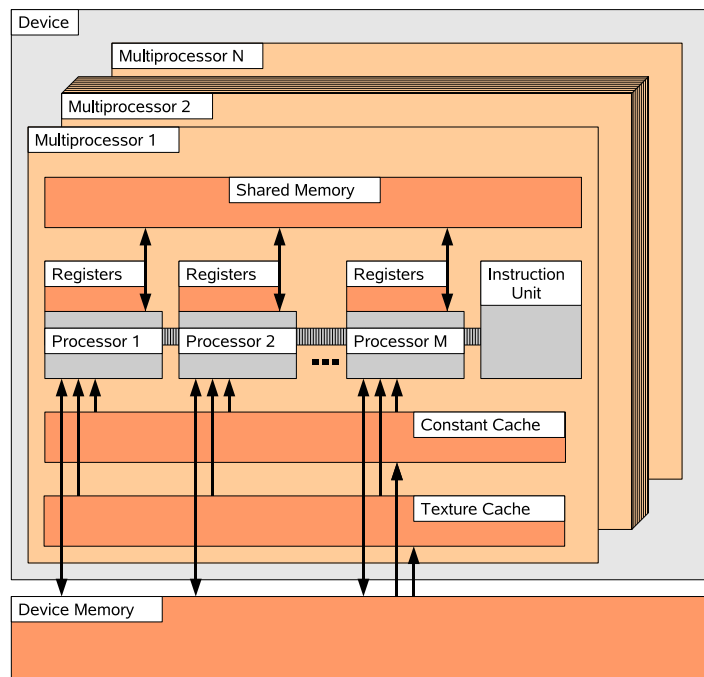 Device
Multiprocessor N
Multiprocessor 2
Multiprocessor 1
Shared Memory
Registers
Registers
Registers
Instruction
Unit
Processor 1
Processor 2
Processor M
Constant Cache
Texture Cache
Device Memory